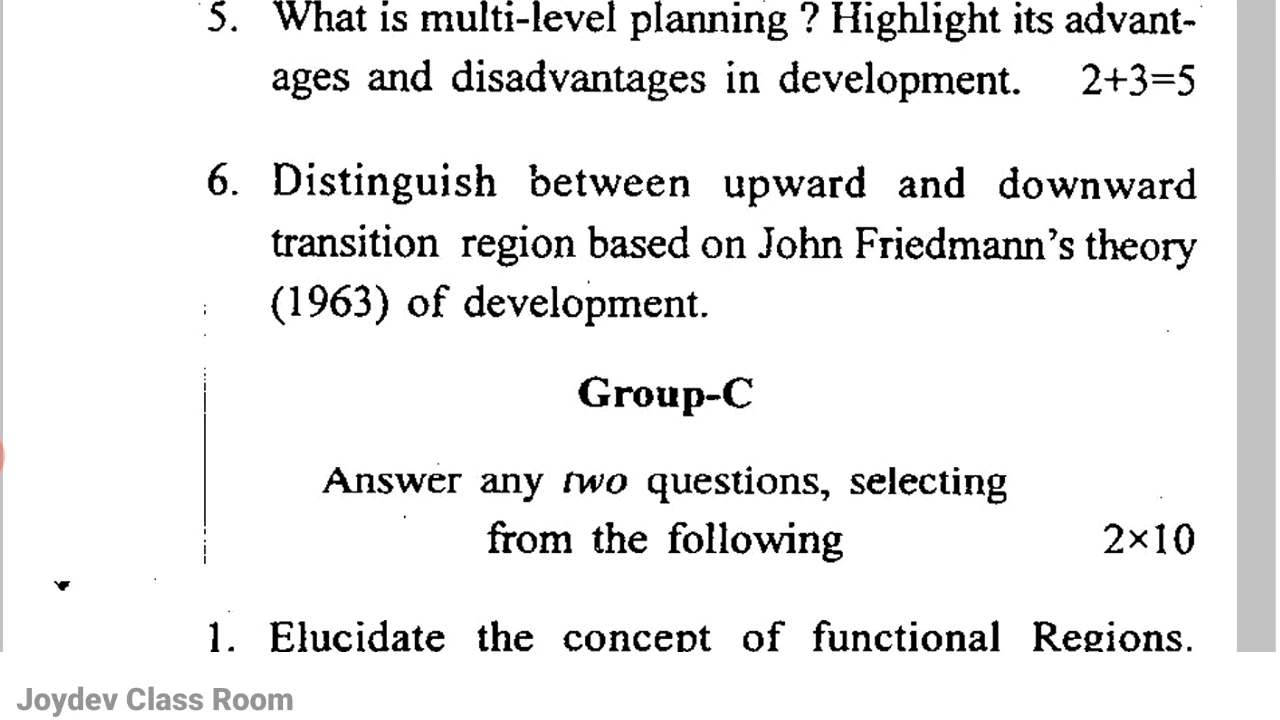 5. What is multi-level planning ? Highlight its advant-
ages and disadvantages in development. 2+3=5
6. Distinguish between upward and downward
transition region based on John Friedmann's theory
(1963) of development.
Group-C
Answer any two questions, selecting
from the following 2×10
1. Elucidate the concept of functional Regions.
Joydev Class Room